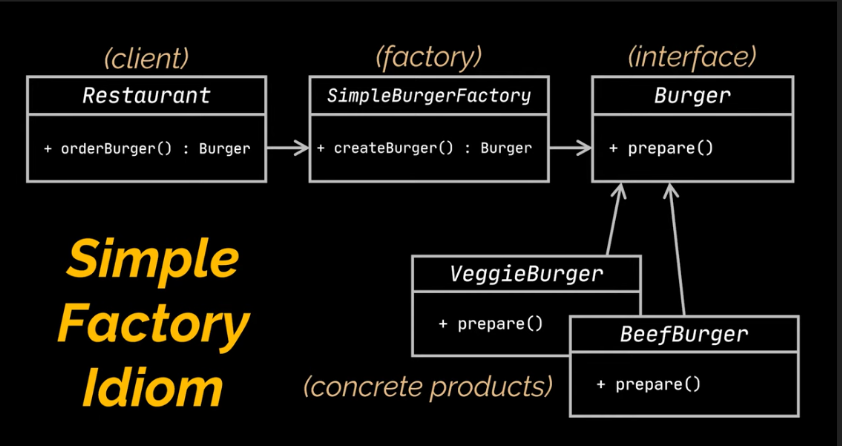 (client)
(factory)
(interface)
Restaurant
SimpleBurgerFactory
Burger
+ orderBurger() : Burger
+ createBurger() : Burger
+ prepare()
Simple
Factory
Idiom
VeggieBurger
+ prepare()
BeefBurger
+ prepare()
(concrete products)